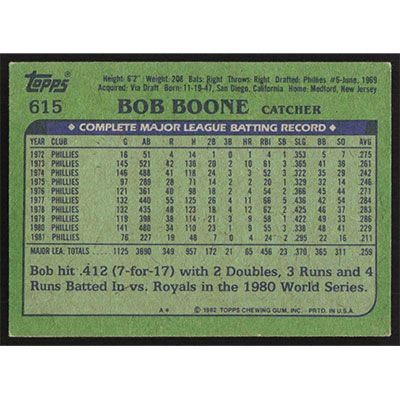 Topps
Height: 6'2" Weight: 208 Bats: Right Throws: Right Drafted: Phillies #6-June, 1969
Acquired: Via Draft Born: 11-19-47, San Diego, California Home: Medford, New Jersey
615 BOB BOONE CATCHER
COMPLETE MAJOR LEAGUE BATTING RECORD
YEAR CLUB G AB R H 2B 3B HR RBI SB SLG BB SO AVG
1972 PHILLIES 16 51 4 14 1 0 1 4 1 .353 5 7 .275
1973 PHILLIES 145 521 42 136 20 2 10 61 3 .365 41 36 .261
1974 PHILLIES 146 488 41 118 24 3 3 52 3 .322 35 29 .242
1975 PHILLIES 97 289 28 71 14 2 2 20 1 .329 32 14 .246
1976 PHILLIES 121 361 40 98 18 2 4 54 2 .366 45 44 .271
1977 PHILLIES 132 440 55 125 26 4 11 66 5 .436 42 54 .284
1978 PHILLIES 132 435 48 123 18 4 12 62 2 .425 46 37 .283
1979 PHILLIES 119 398 38 114 21 3 9 58 1 .422 49 33 .286
1980 PHILLIES 141 480 34 110 23 1 9 55 3 .338 48 41 .229
1981 PHILLIES 76 227 19 48 7 0 4 24 2 .295 22 16 .211
MAJOR LEA. TOTALS 1125 3690 349 957 172 21 65 456 23 .365 311 .259
Bob hit .412 (7-for-17) with 2 Doubles, 3 Runs and 4
Runs Batted In vs. Royals in the 1980 World Series.
A* © 1982 TOPPS CHEWING GUM, INC. PRTD. IN U.S.A.